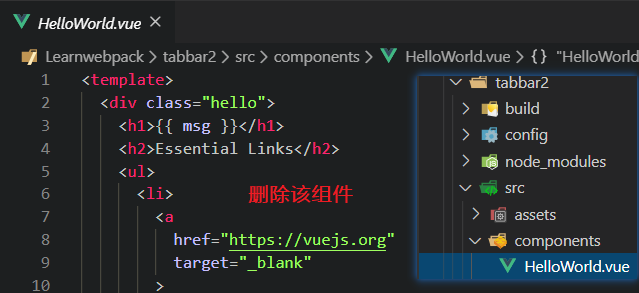 HelloWorld.vue ×
Learnwebpack > tabbar2 > src > components > HelloWorld.vue > {} "HelloWorld
1 <template>
2 <div class="hello">
3 <h1>{{ msg }}</h1>
4 <h2>Essential Links</h2>
5 <ul>
6 <li>
7 <a
8 href="https://vuejs.org"
9 target="_blank"
10 >
删除该组件
tabbar2
build
config
node_modules
src
assets
components
HelloWorld.vue